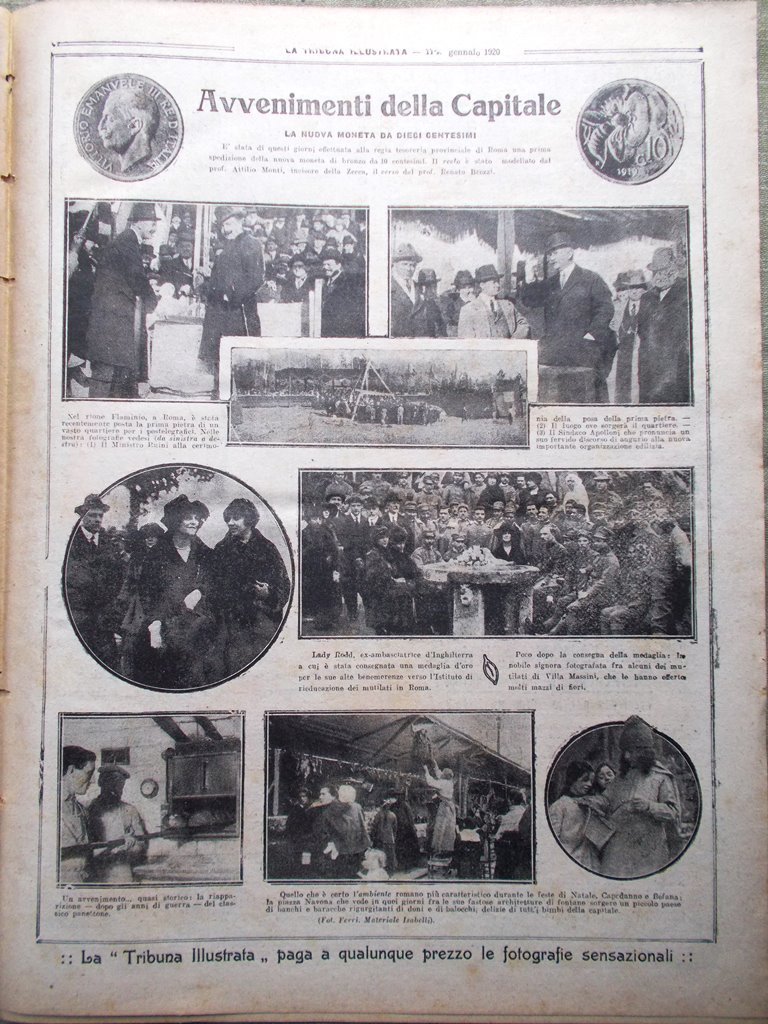 LA TRIBUNA ILLUSTRATA — gennaio 1920
VITTORIO EMANVELE III RE D'ITALIA
Avvenimenti della Capitale
LA NUOVA MONETA DA DIECI CENTESIMI
E' stata di questi giorni effettuata alla regia tesoreria provinciale di Roma una prima
spedizione della nuova moneta di bronzo da 10 centesimi. Il recto è stato modellato dal
prof. Attilio Monti, incisore della Zecca, il verso dal prof. Renato Brozzi.
C.10
1919
Nel rione Flaminio, a Roma, è stata
recentemente posta la prima pietra di un
vasto quartiere per i postelegrafici. Nelle
nostra fotografie vedesi (da sinistra a de-
stra): (1) Il Ministro Ruini alla cerimo-
nia della posa della prima pietra. —
(2) Il luogo ove sorgerà il quartiere. —
(3) Il Sindaco Apolloni che pronuncia un
suo fervido discorso di augurio alla nuova
importante organizzazione edilizia.
Lady Rodd, ex-ambasciatrice d'Inghilterra
a cui è stata consegnata una medaglia d'oro
per le sue alte benemerenze verso l'Istituto di
rieducazione dei mutilati in Roma.
Poco dopo la consegna della medaglia: la
nobile signora fotografata fra alcuni dei mu-
tilati di Villa Massini, che le hanno offerto
molti mazzi di fiori.
Un avvenimento... quasi storico: la riappa-
rizione — dopo gli anni di guerra — del clas-
sico panettone.
Quello che è certo l'ambiente romano più caratteristico durante le feste di Natale, Capodanno e Befana:
la piazza Navona che vede in quei giorni fra le sue fastose architetture di fontane sorgere un piccolo paese
di banchi e baracche rigurgitanti di doni e di balocchi, delizie di tutti i bimbi della capitale.
(Fot. Ferri. Materiale Isabelli).
:: La " Tribuna Illustrata „ paga a qualunque prezzo le fotografie sensazionali ::